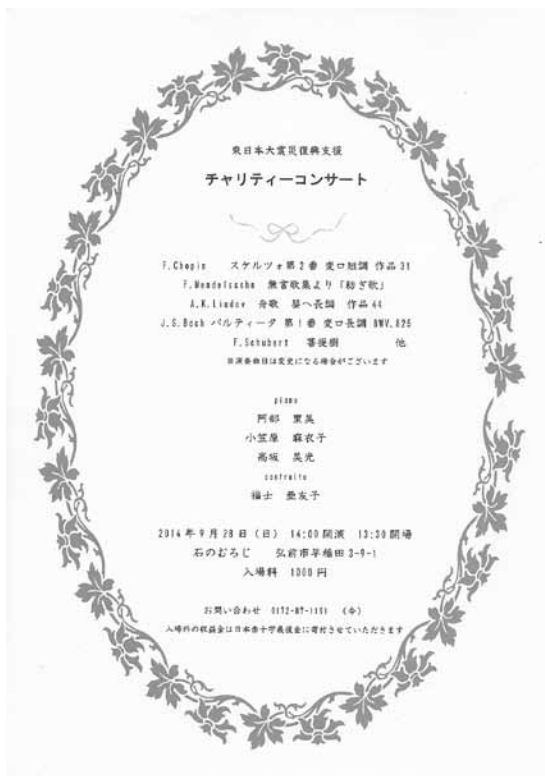 東日本大震災復興支援
チャリティーコンサート
F.Chopin スケルツォ第2番 変ロ短調 作品31
F.Mendelssohn 無言歌集より「紡ぎ歌」
A.K.Liadov 舟歌 嬰ヘ長調 作品44
J.S.Bach パルティータ 第1番 変ロ長調 BWV.825
F.Schubert 菩提樹 他
※演奏曲目は変更になる場合がございます
piano
阿部 里美
小笠原 麻衣子
高坂 英光
contralto
福士 亜友子
2014年9月28日(日) 14:00開演 13:30開場
石のむろじ 弘前市早稲田3-9-1
入場料 1000円
お問い合わせ 0172-87-1151
入場料の収益金は日本赤十字義援金に寄付させていただきます